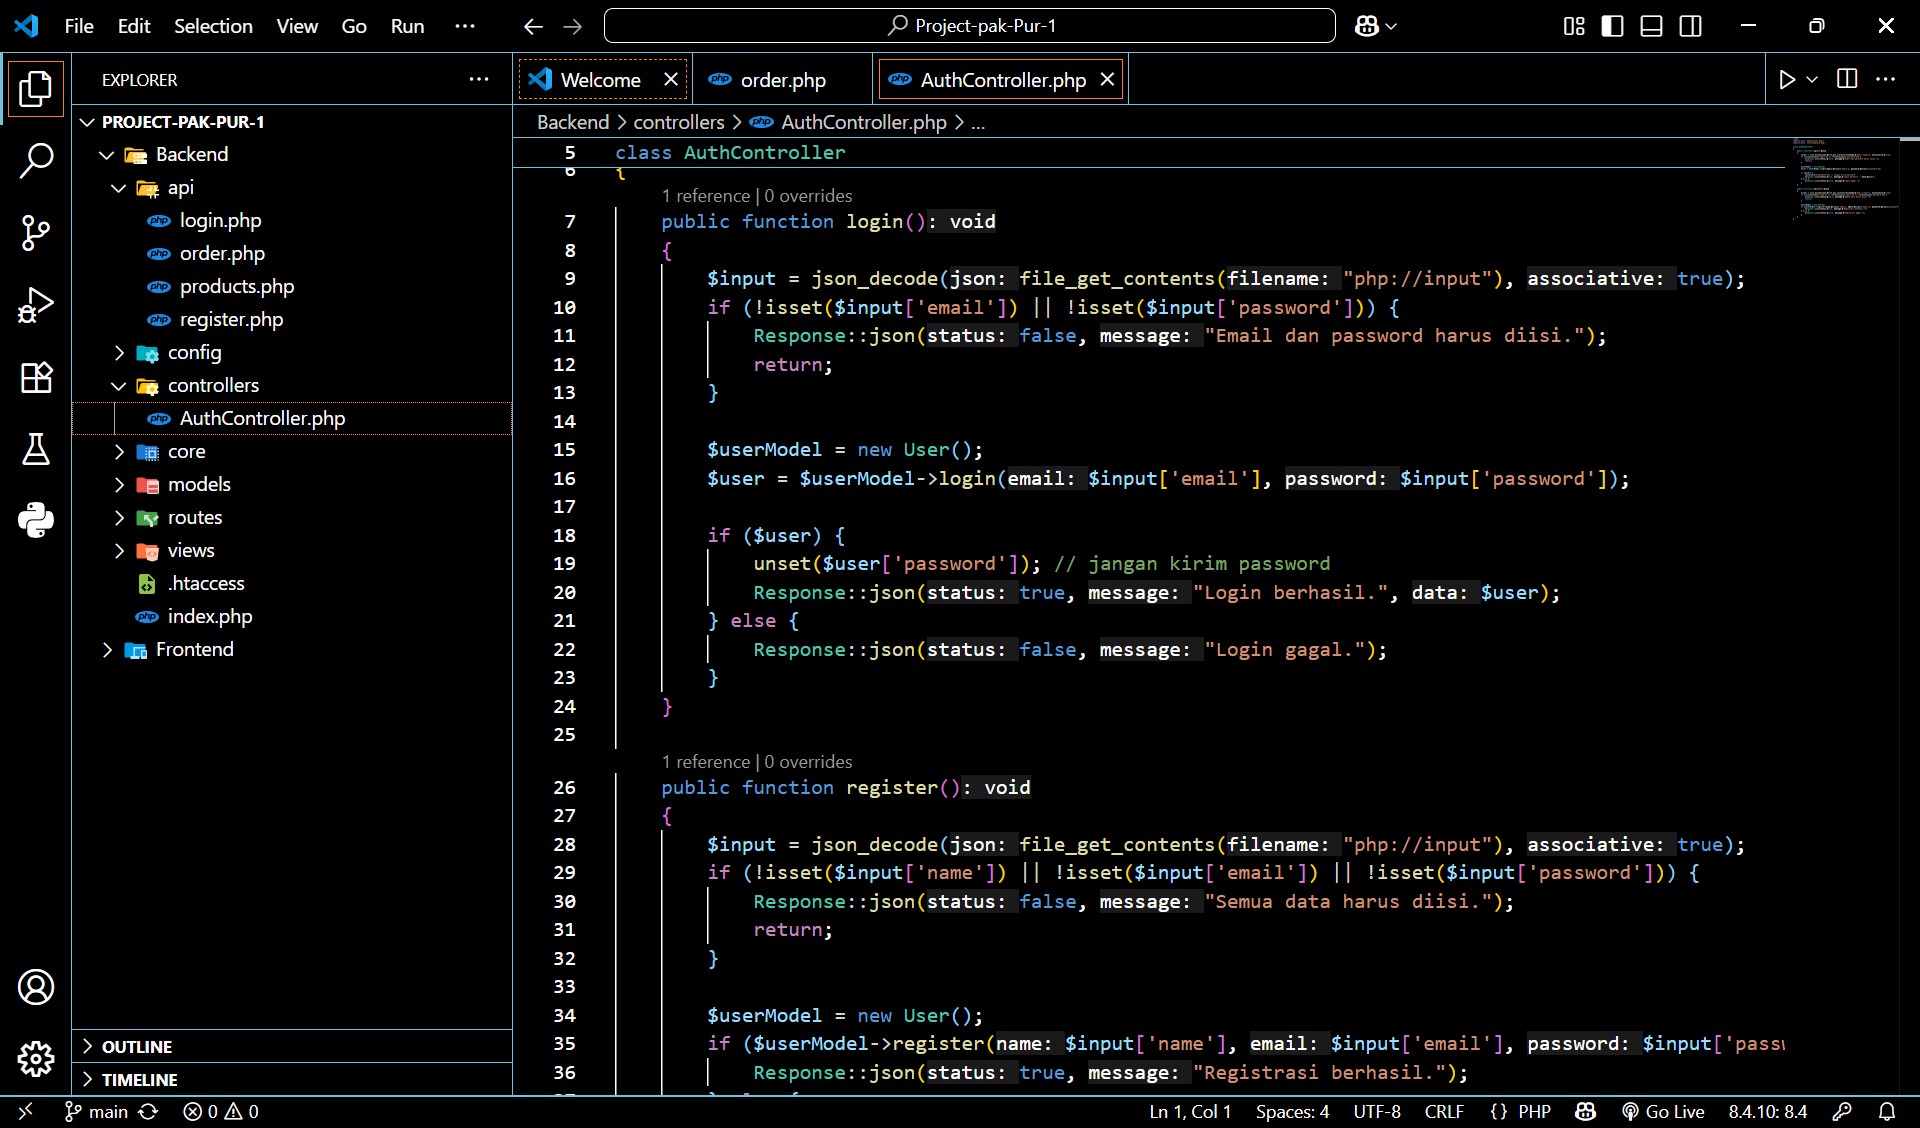 File Edit Selection View Go Run ···
Project-pak-Pur-1
EXPLORER
PROJECT-PAK-PUR-1
Backend
api
php login.php
php order.php
php products.php
php register.php
config
controllers
php AuthController.php
core
models
routes
views
.htaccess
php index.php
Frontend
OUTLINE
TIMELINE
Welcome
php order.php
php AuthController.php
Backend > controllers > php AuthController.php > ...
5 class AuthController
6 {
1 reference | 0 overrides
7 public function login(): void
8 {
9 $input = json_decode(json: file_get_contents(filename: "php://input"), associative: true);
10 if (!isset($input['email']) || !isset($input['password'])) {
11 Response::json(status: false, message: "Email dan password harus diisi.");
12 return;
13 }
14
15 $userModel = new User();
16 $user = $userModel->login(email: $input['email'], password: $input['password']);
17
18 if ($user) {
19 unset($user['password']); // jangan kirim password
20 Response::json(status: true, message: "Login berhasil.", data: $user);
21 } else {
22 Response::json(status: false, message: "Login gagal.");
23 }
24 }
25
1 reference | 0 overrides
26 public function register(): void
27 {
28 $input = json_decode(json: file_get_contents(filename: "php://input"), associative: true);
29 if (!isset($input['name']) || !isset($input['email']) || !isset($input['password'])) {
30 Response::json(status: false, message: "Semua data harus diisi.");
31 return;
32 }
33
34 $userModel = new User();
35 if ($userModel->register(name: $input['name'], email: $input['email'], password: $input['passw
36 Response::json(status: true, message: "Registrasi berhasil.");
main 0 0 Ln 1, Col 1 Spaces: 4 UTF-8 CRLF {} PHP Go Live 8.4.10: 8.4